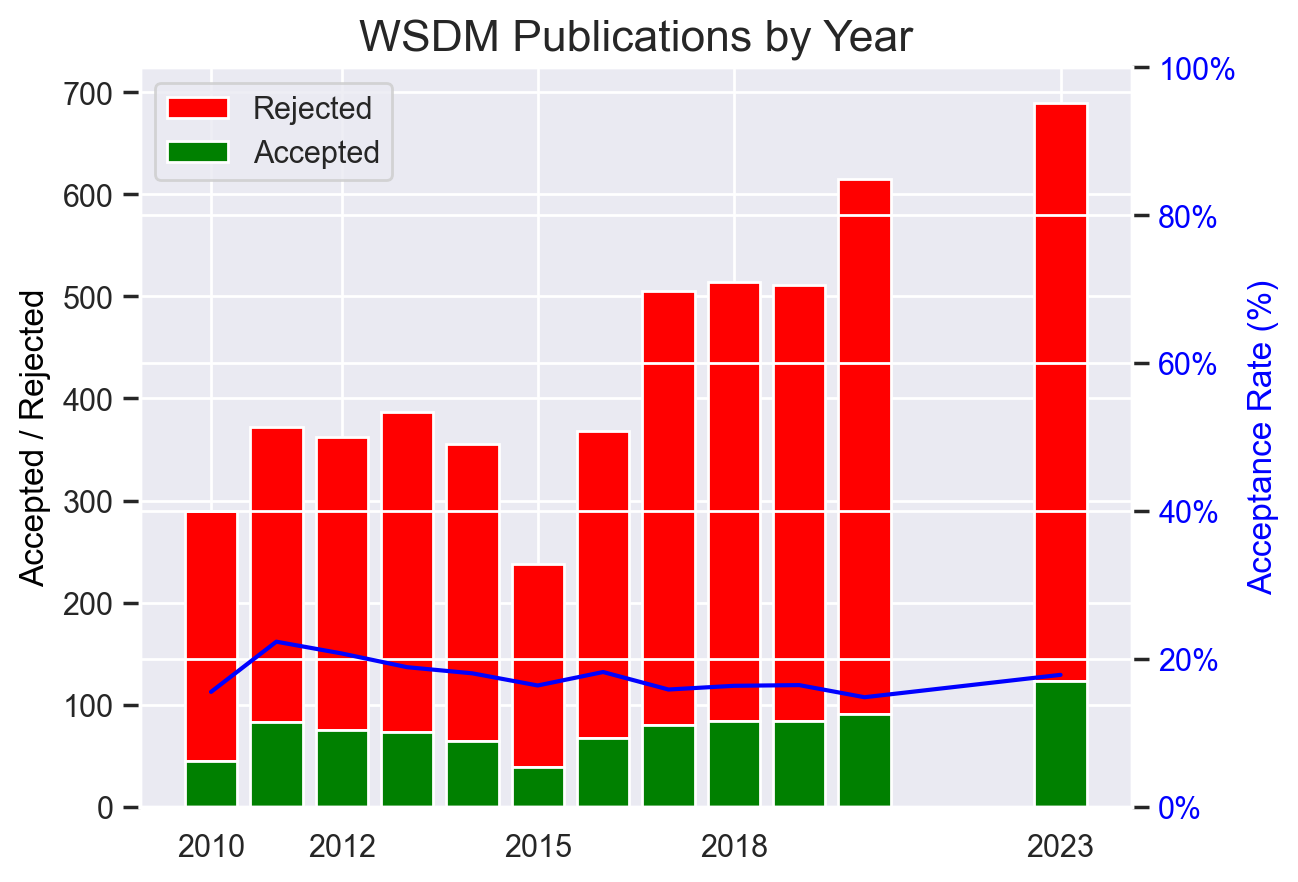 WSDM Publications by Year
Rejected
Accepted
Accepted / Rejected
700
600
500
400
300
200
100
0
100%
80%
60%
40%
20%
0%
Acceptance Rate (%)
2010 2012 2015 2018 2023